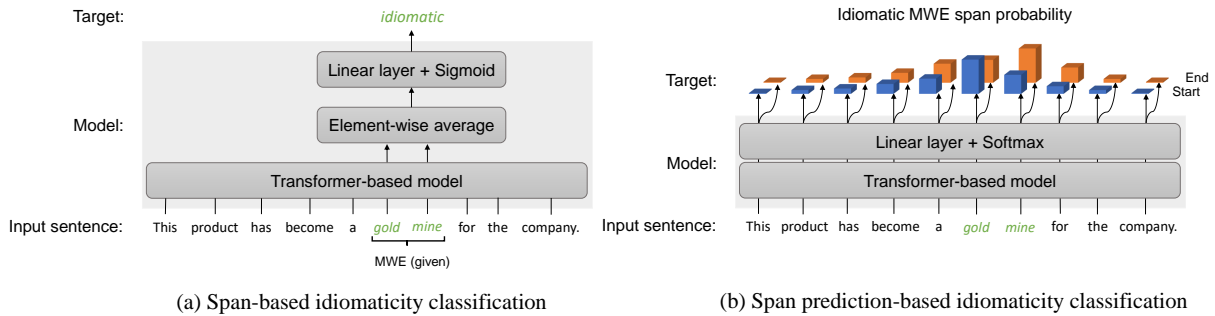 Target:
idiomatic
Linear layer + Sigmoid
Model:
Element-wise average
Transformer-based model
Input sentence:
This product has become a gold mine for the company.
MWE (given)
(a) Span-based idiomaticity classification
Idiomatic MWE span probability
Target:
End
Start
Linear layer + Softmax
Model:
Transformer-based model
Input sentence:
This product has become a gold mine for the company.
(b) Span prediction-based idiomaticity classification